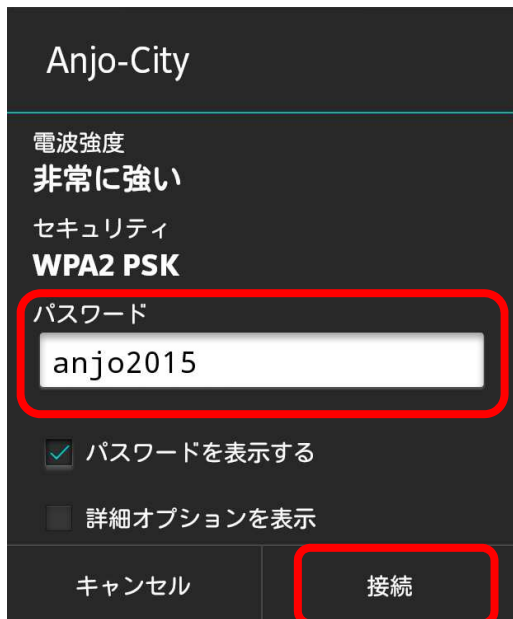 Anjo-City
電波強度
非常に強い
セキュリティ
WPA2 PSK
パスワード
anjo2015
パスワードを表示する
詳細オプションを表示
キャンセル
接続